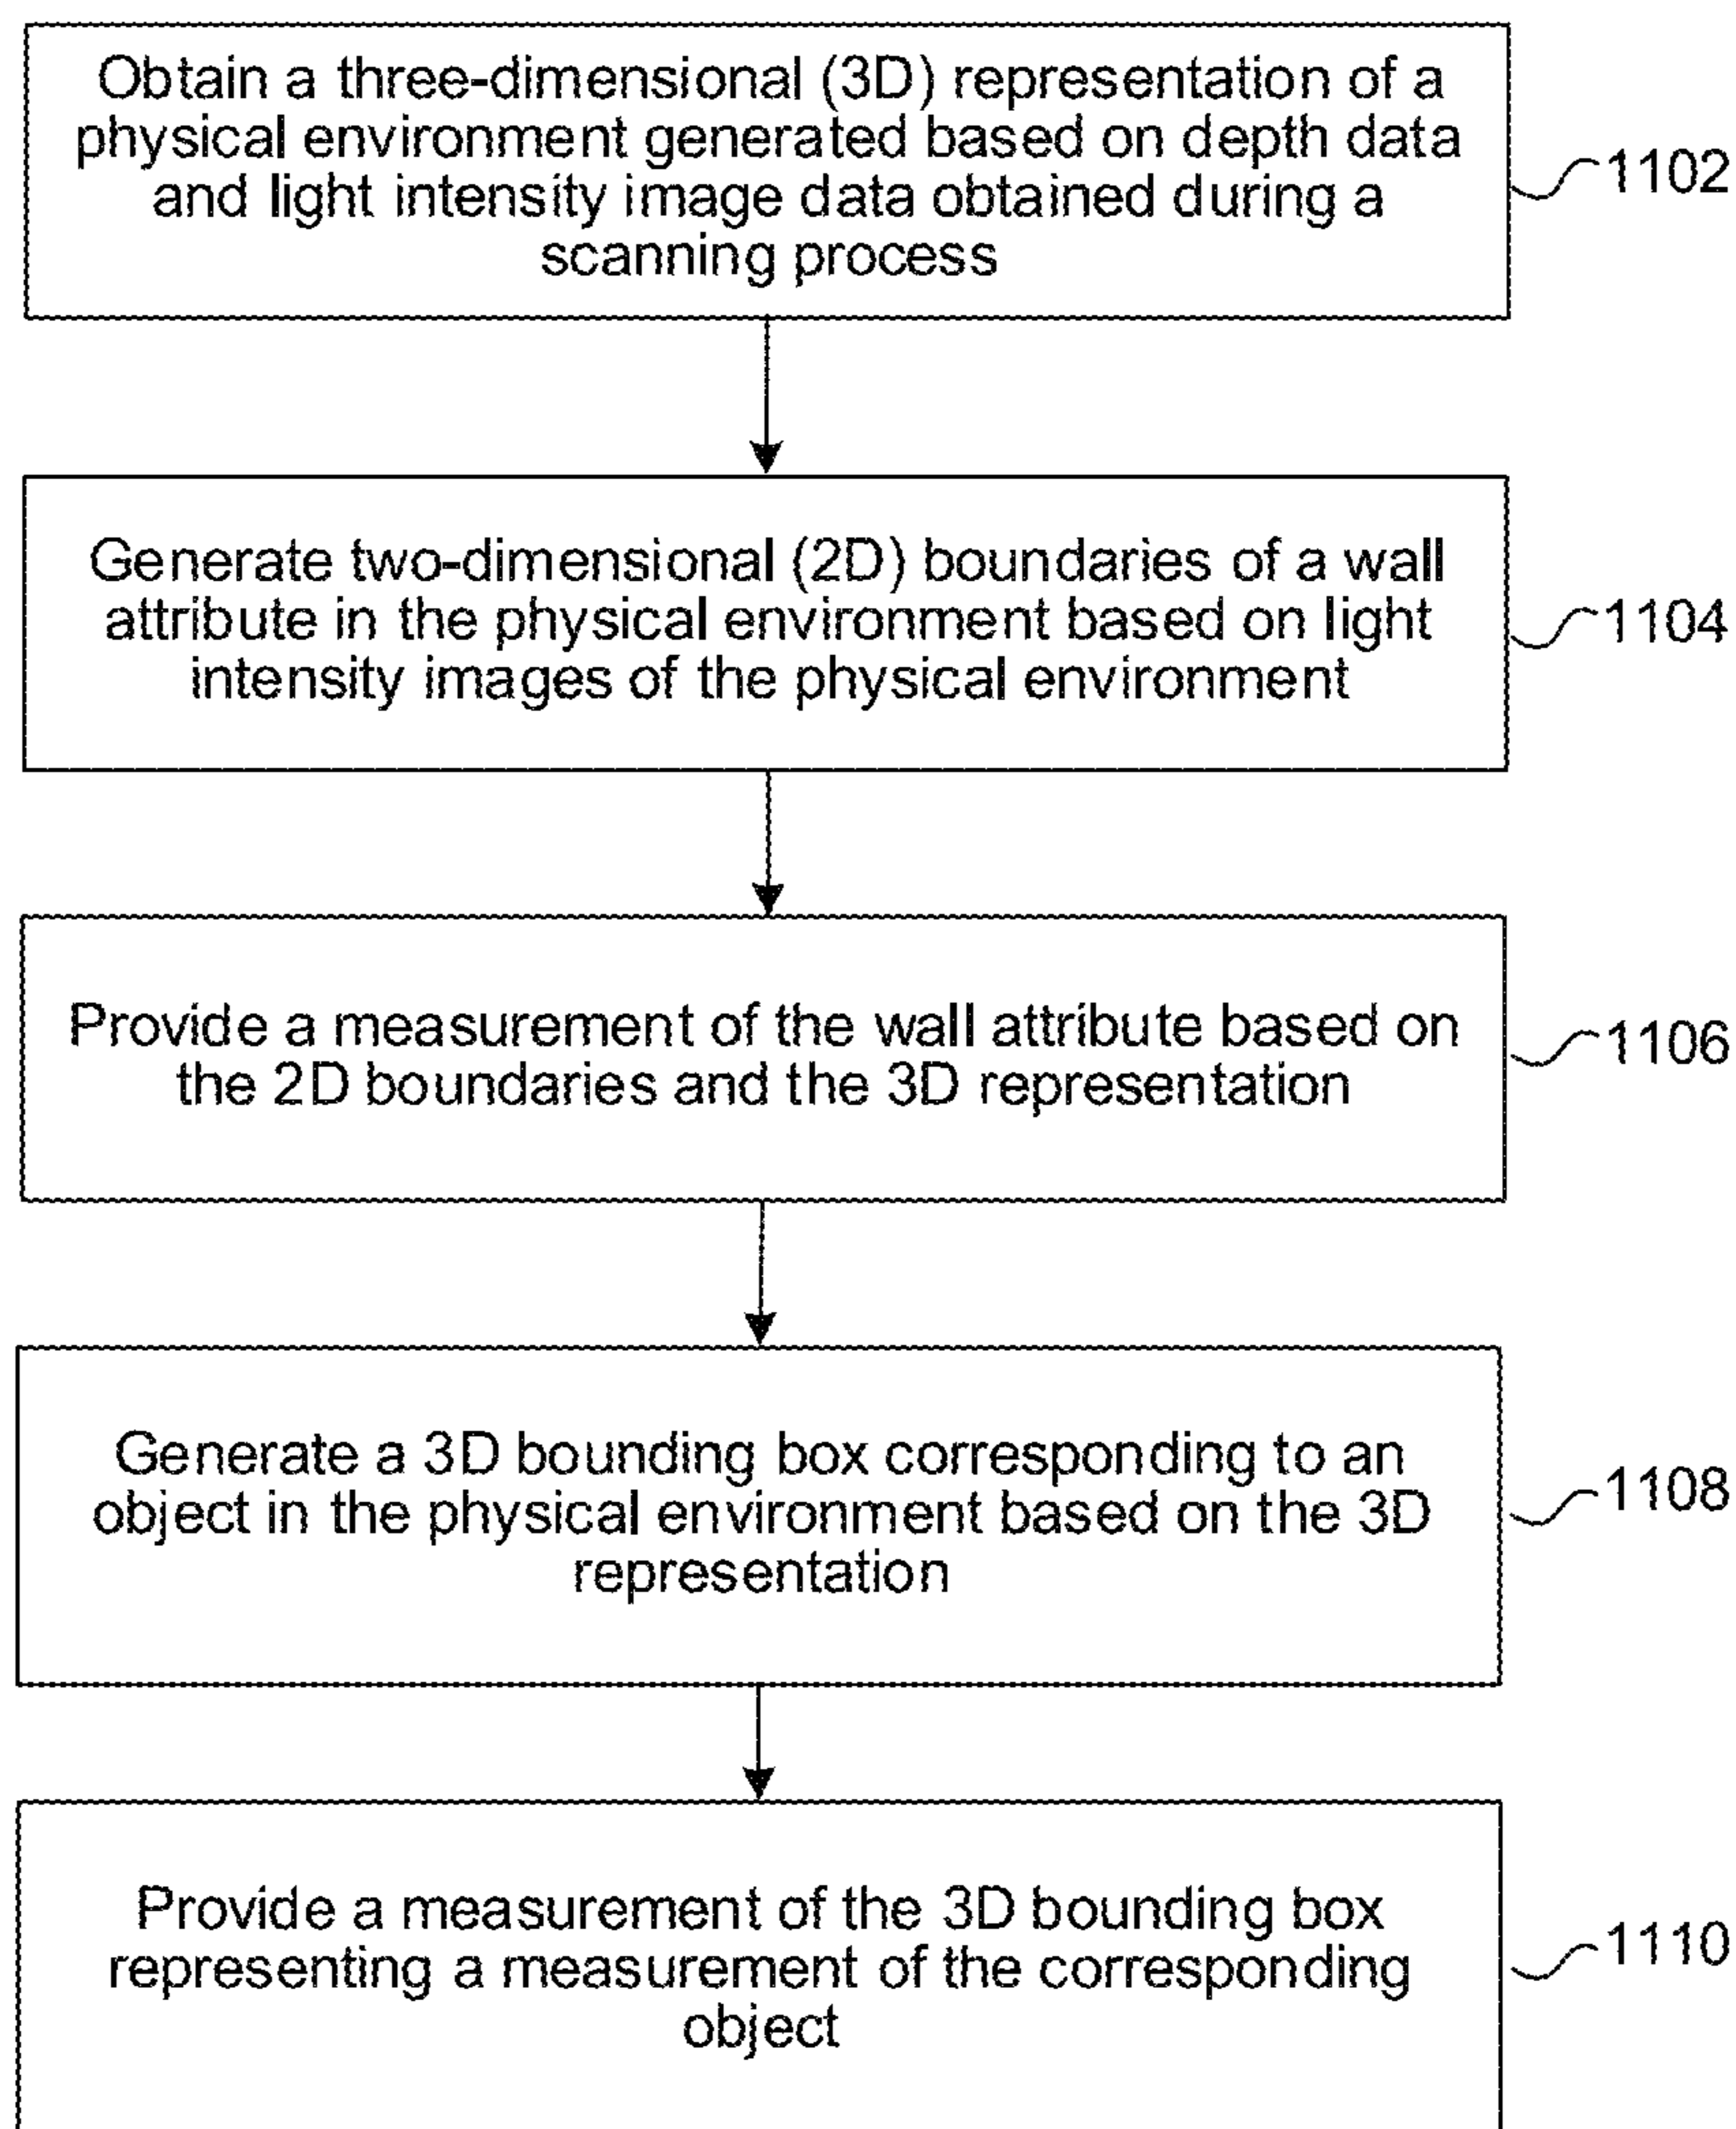 Obtain a three-dimensional (3D) representation of a
physical environment generated based on depth data
and light intensity image data obtained during a
scanning process
1102
Generate two-dimensional (2D) boundaries of a wall
attribute in the physical environment based on light
intensity images of the physical environment
1104
Provide a measurement of the wall attribute based on
the 2D boundaries and the 3D representation
1106
Generate a 3D bounding box corresponding to an
object in the physical environment based on the 3D
representation
1108
Provide a measurement of the 3D bounding box
representing a measurement of the corresponding
object
1110